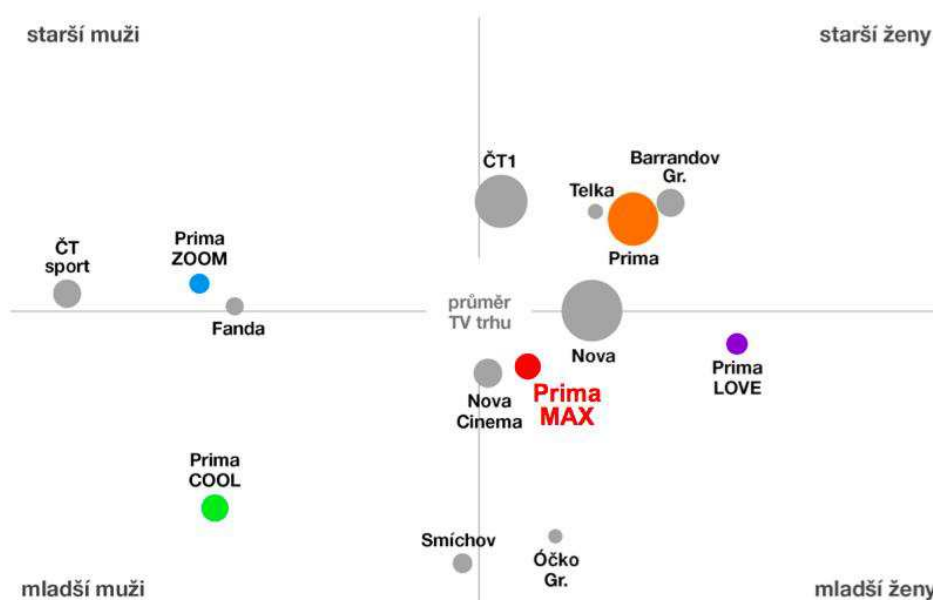 starší muži
starší ženy
ČT1
Barrandov
Gr.
Telka
Prima
ČT
sport
Prima
ZOOM
Fanda
průměr
TV trhu
Nova
Prima
LOVE
Nova
Cinema
Prima
MAX
Prima
COOL
Smíchov
Óčko
Gr.
mladší muži
mladší ženy